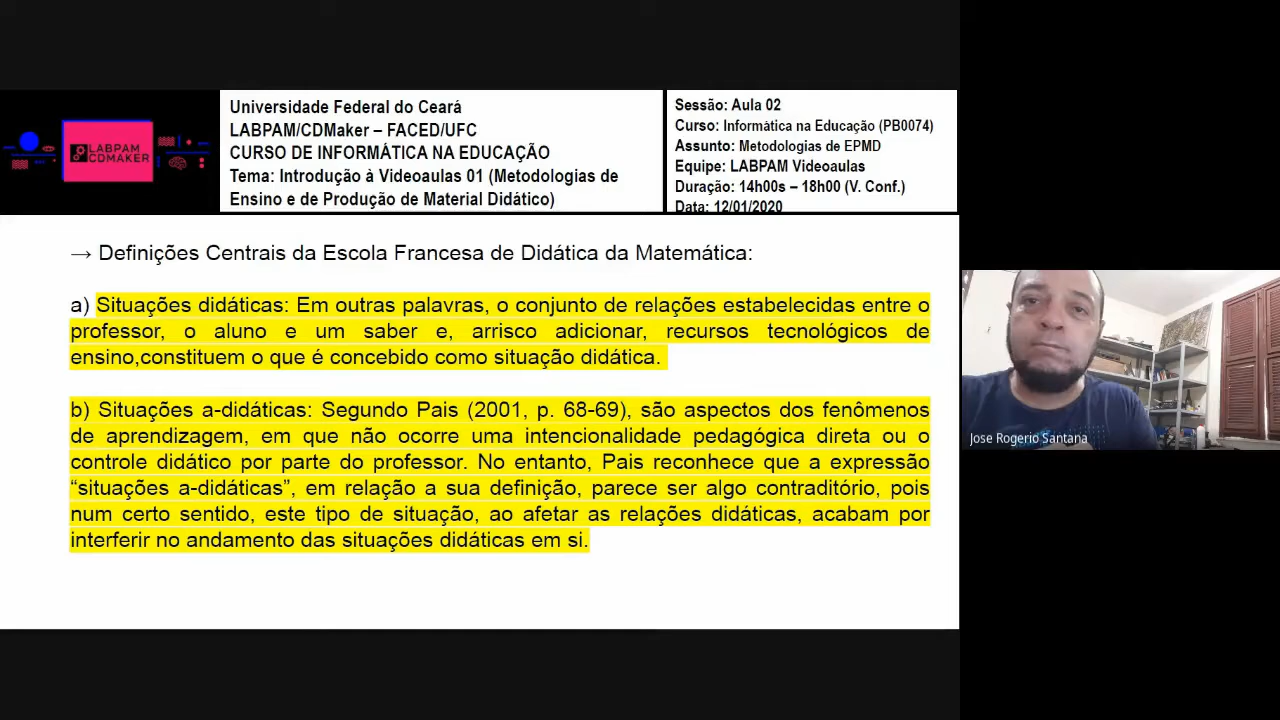 LABPAM
CDMAKER
Universidade Federal do Ceará
LABPAM/CDMaker – FACED/UFC
CURSO DE INFORMÁTICA NA EDUCAÇÃO
Tema: Introdução à Videoaulas 01 (Metodologias de
Ensino e de Produção de Material Didático)
Sessão: Aula 02
Curso: Informàtica na Educação (PB0074)
Assunto: Metodologias de EPMD
Equipe: LABPAM Videoaulas
Duração: 14h00s – 18h00 (V. Conf.)
Data: 12/01/2020
→ Definições Centrais da Escola Francesa de Didática da Matemática:
a) Situações didáticas: Em outras palavras, o conjunto de relações estabelecidas entre o
professor, o aluno e um saber e, arrisco adicionar, recursos tecnológicos de
ensino,constituem o que é concebido como situação didática.
b) Situações a-didáticas: Segundo Pais (2001, p. 68-69), são aspectos dos fenômenos
de aprendizagem, em que não ocorre uma intencionalidade pedagógica direta ou o
controle didático por parte do professor. No entanto, Pais reconhece que a expressão
“situações a-didáticas”, em relação a sua definição, parece ser algo contraditório, pois
num certo sentido, este tipo de situação, ao afetar as relações didáticas, acabam por
interferir no andamento das situações didáticas em si.
Jose Rogerio Santana